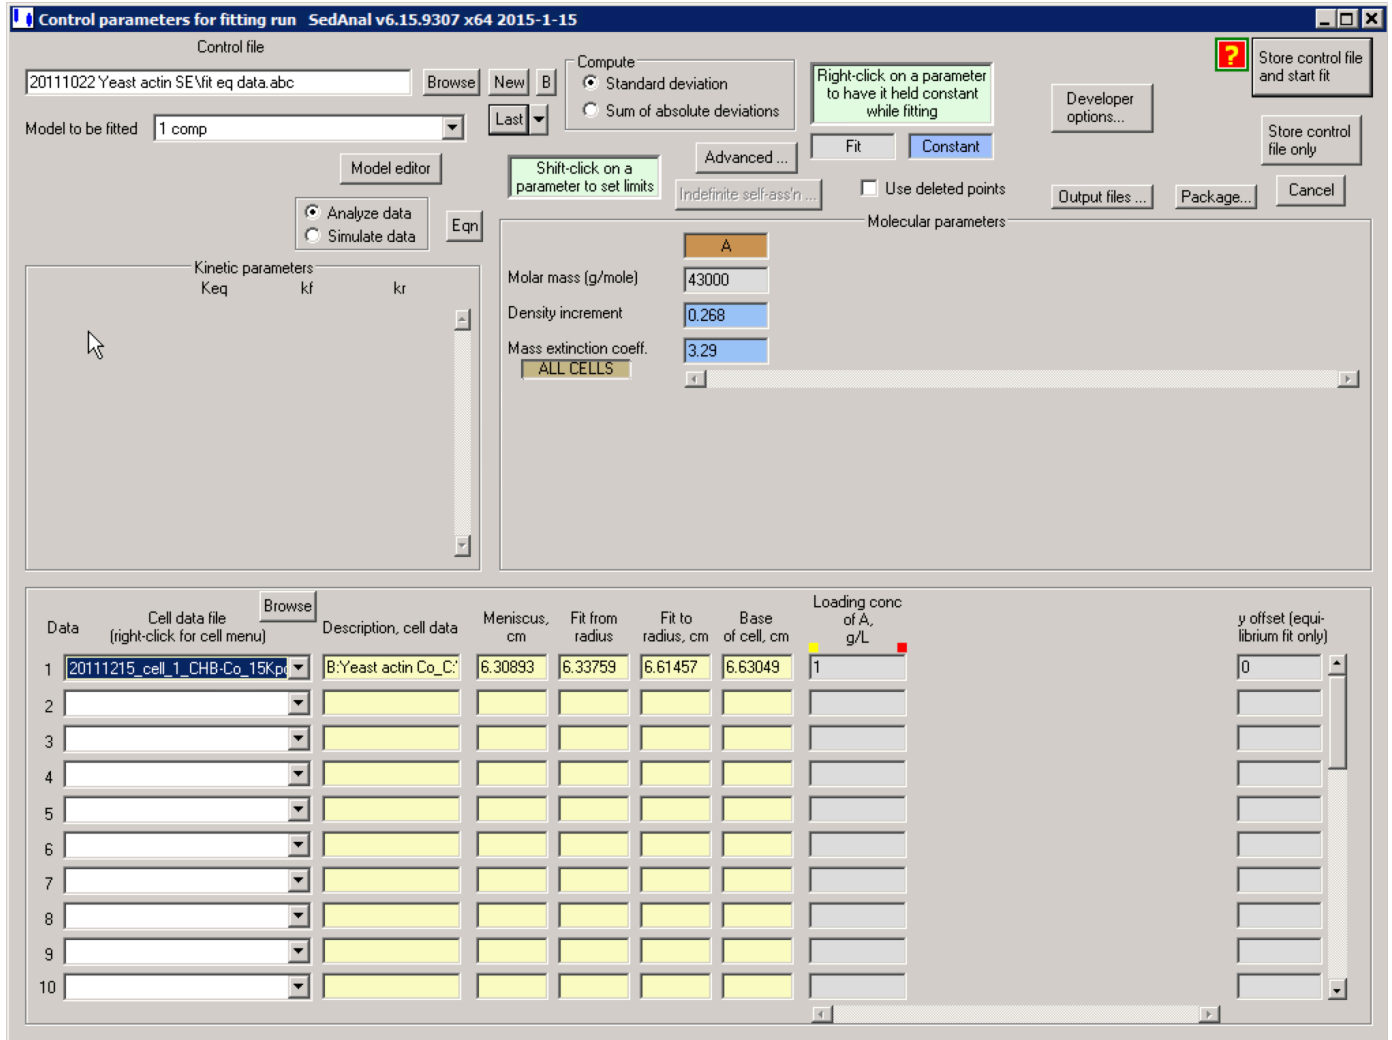 Control parameters for fitting run   SedAnal v6.15.9307 x64 2015-1-15
Control file
20111022 Yeast actin SE\fit eq data.abc
Browse
New
B
Last
Model to be fitted
1 comp
Model editor
Compute
Standard deviation
Sum of absolute deviations
Right-click on a parameter
to have it held constant
while fitting
Fit
Constant
Shift-click on a
parameter to set limits
Advanced ...
Indefinite self-ass'n ...
Use deleted points
?
Developer
options...
Store control file
and start fit
Store control
file only
Output files ...
Package...
Cancel
Analyze data
Simulate data
Eqn
Kinetic parameters
Keq kf kr
Molecular parameters
A
Molar mass (g/mole) 43000
Density increment 0.268
Mass extinction coeff. 3.29
ALL CELLS
Data
Cell data file
(right-click for cell menu)
Browse
Description, cell data
Meniscus,
cm
Fit from
radius
Fit to
radius, cm
Base
of cell, cm
Loading conc
of A,
g/L
y offset (equi-
librium fit only)
1 20111215_cell_1_CHB-Co_15Krp B:Yeast actin Co_C:' 6.30893 6.33759 6.61457 6.63049 1 0
2
3
4
5
6
7
8
9
10